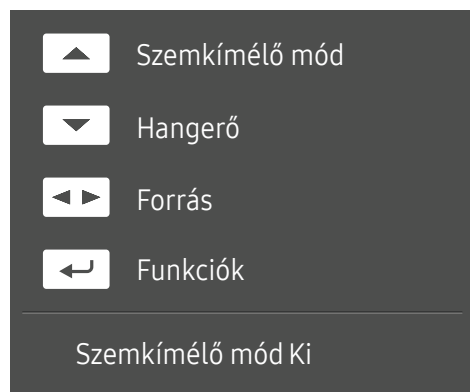 Szemkímélő mód
Hangerő
Forrás
Funkciók
Szemkímélő mód Ki